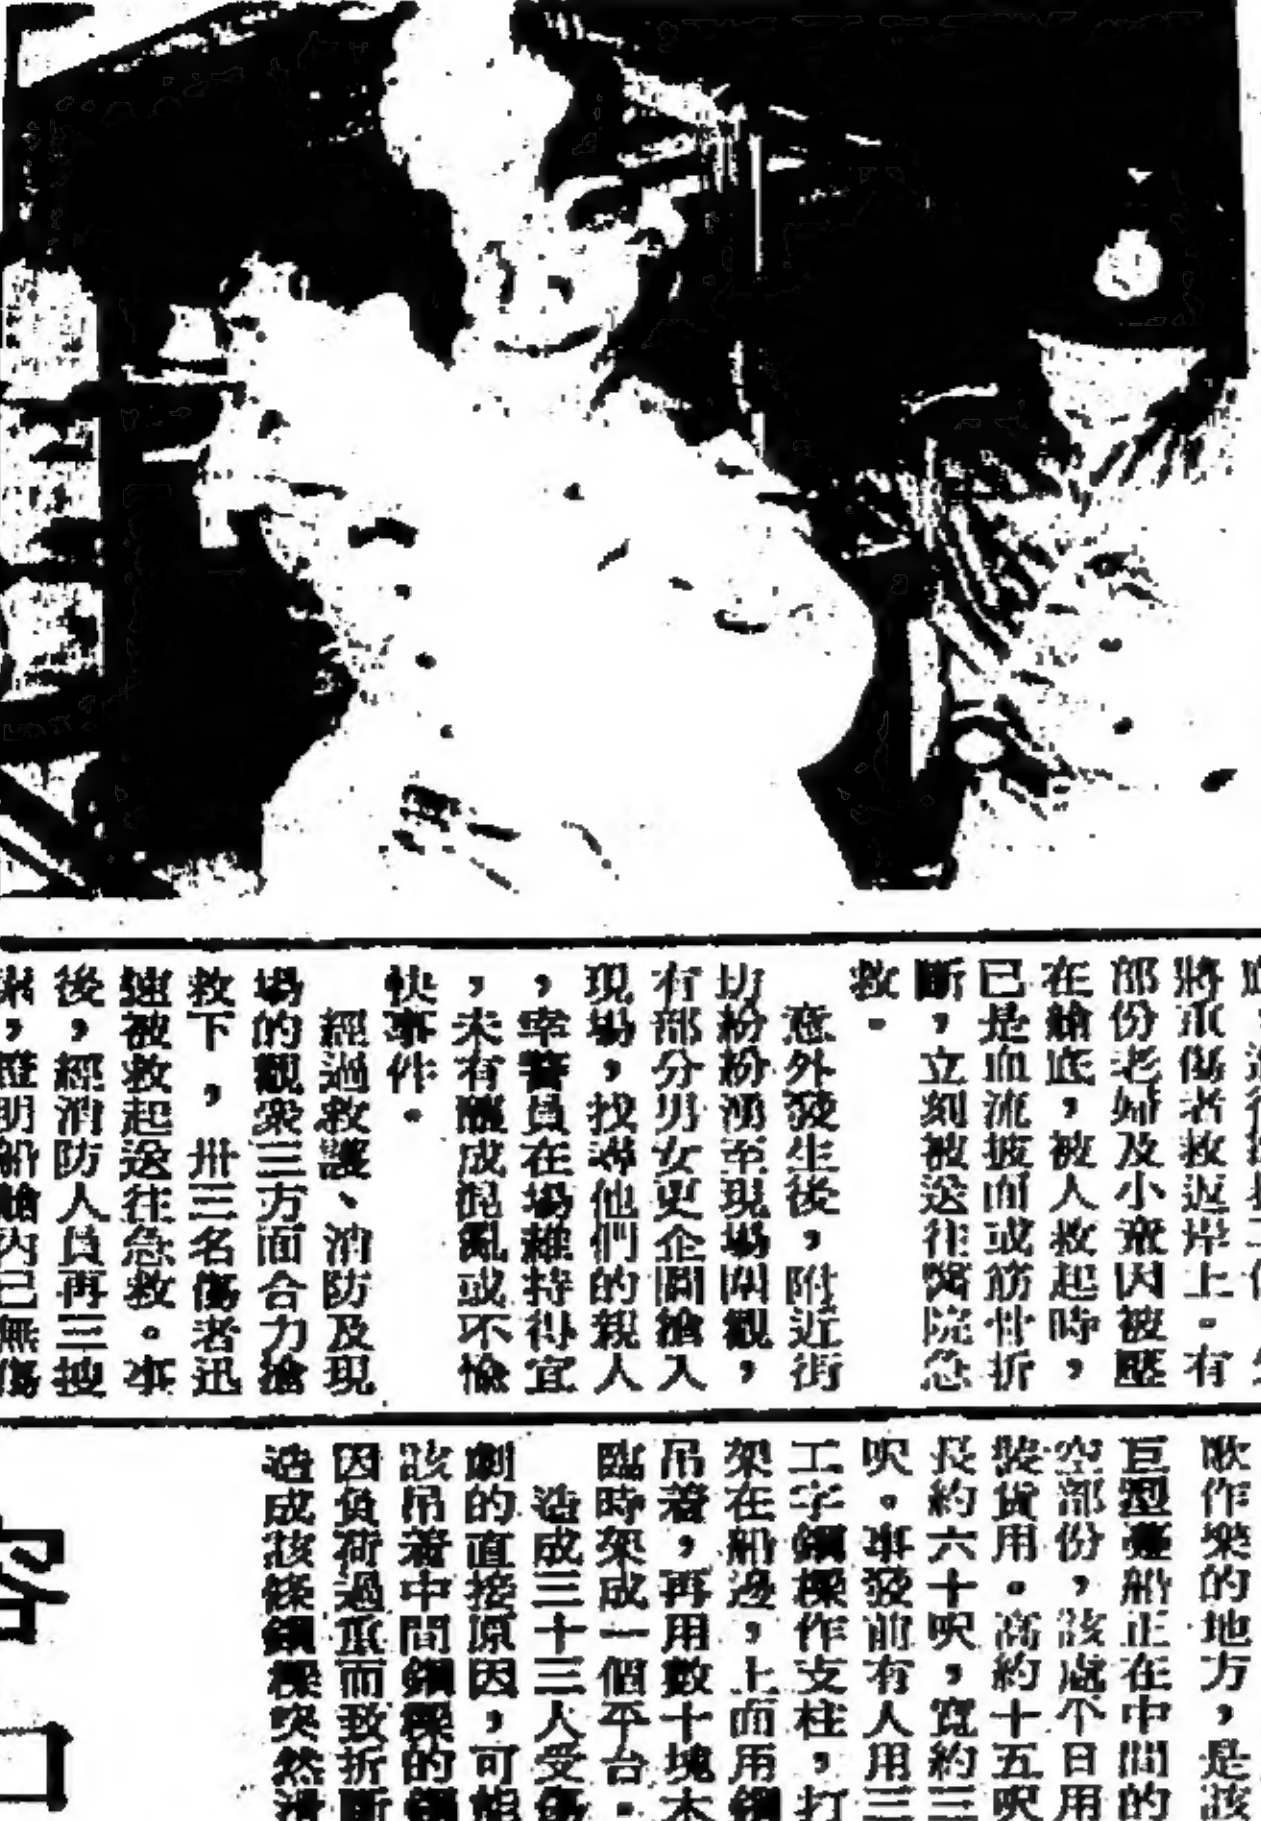 將重傷者救返岸上。有
部份老婦及小童因被壓
在艙底,被人救起時,
已是血流披面或筋骨折
斷,立刻被送往醫院急
救。
意外發生後,附近街
坊紛紛湧至現場圍觀,
有部分男女更企圖搶入
現場,找尋他們的親人
,幸警員在場維持得宜
,未有釀成混亂或不愉
快事件。
經過救護、消防及現
場的觀衆三方面合力搶
救下,卅三名傷者迅
速被救起送往急救。事
後,經消防人員再三搜
,證明船艙內已無傷
歌作樂的地方,是該
巨型躉船正在中間的
空部份,該處不日用
裝貨用。高約十五呎
長約六十呎,寬約三
呎。事發前有人用三
工字鋼樑作支柱,打
架在船邊,上面用鋼
吊着,再用數十塊木
臨時架成一個平台。
造成三十三人受傷
劇的直接原因,可能
該吊着中間鋼樑的鋼
因負荷過重而致折斷
造成該條鋼樑突然滑